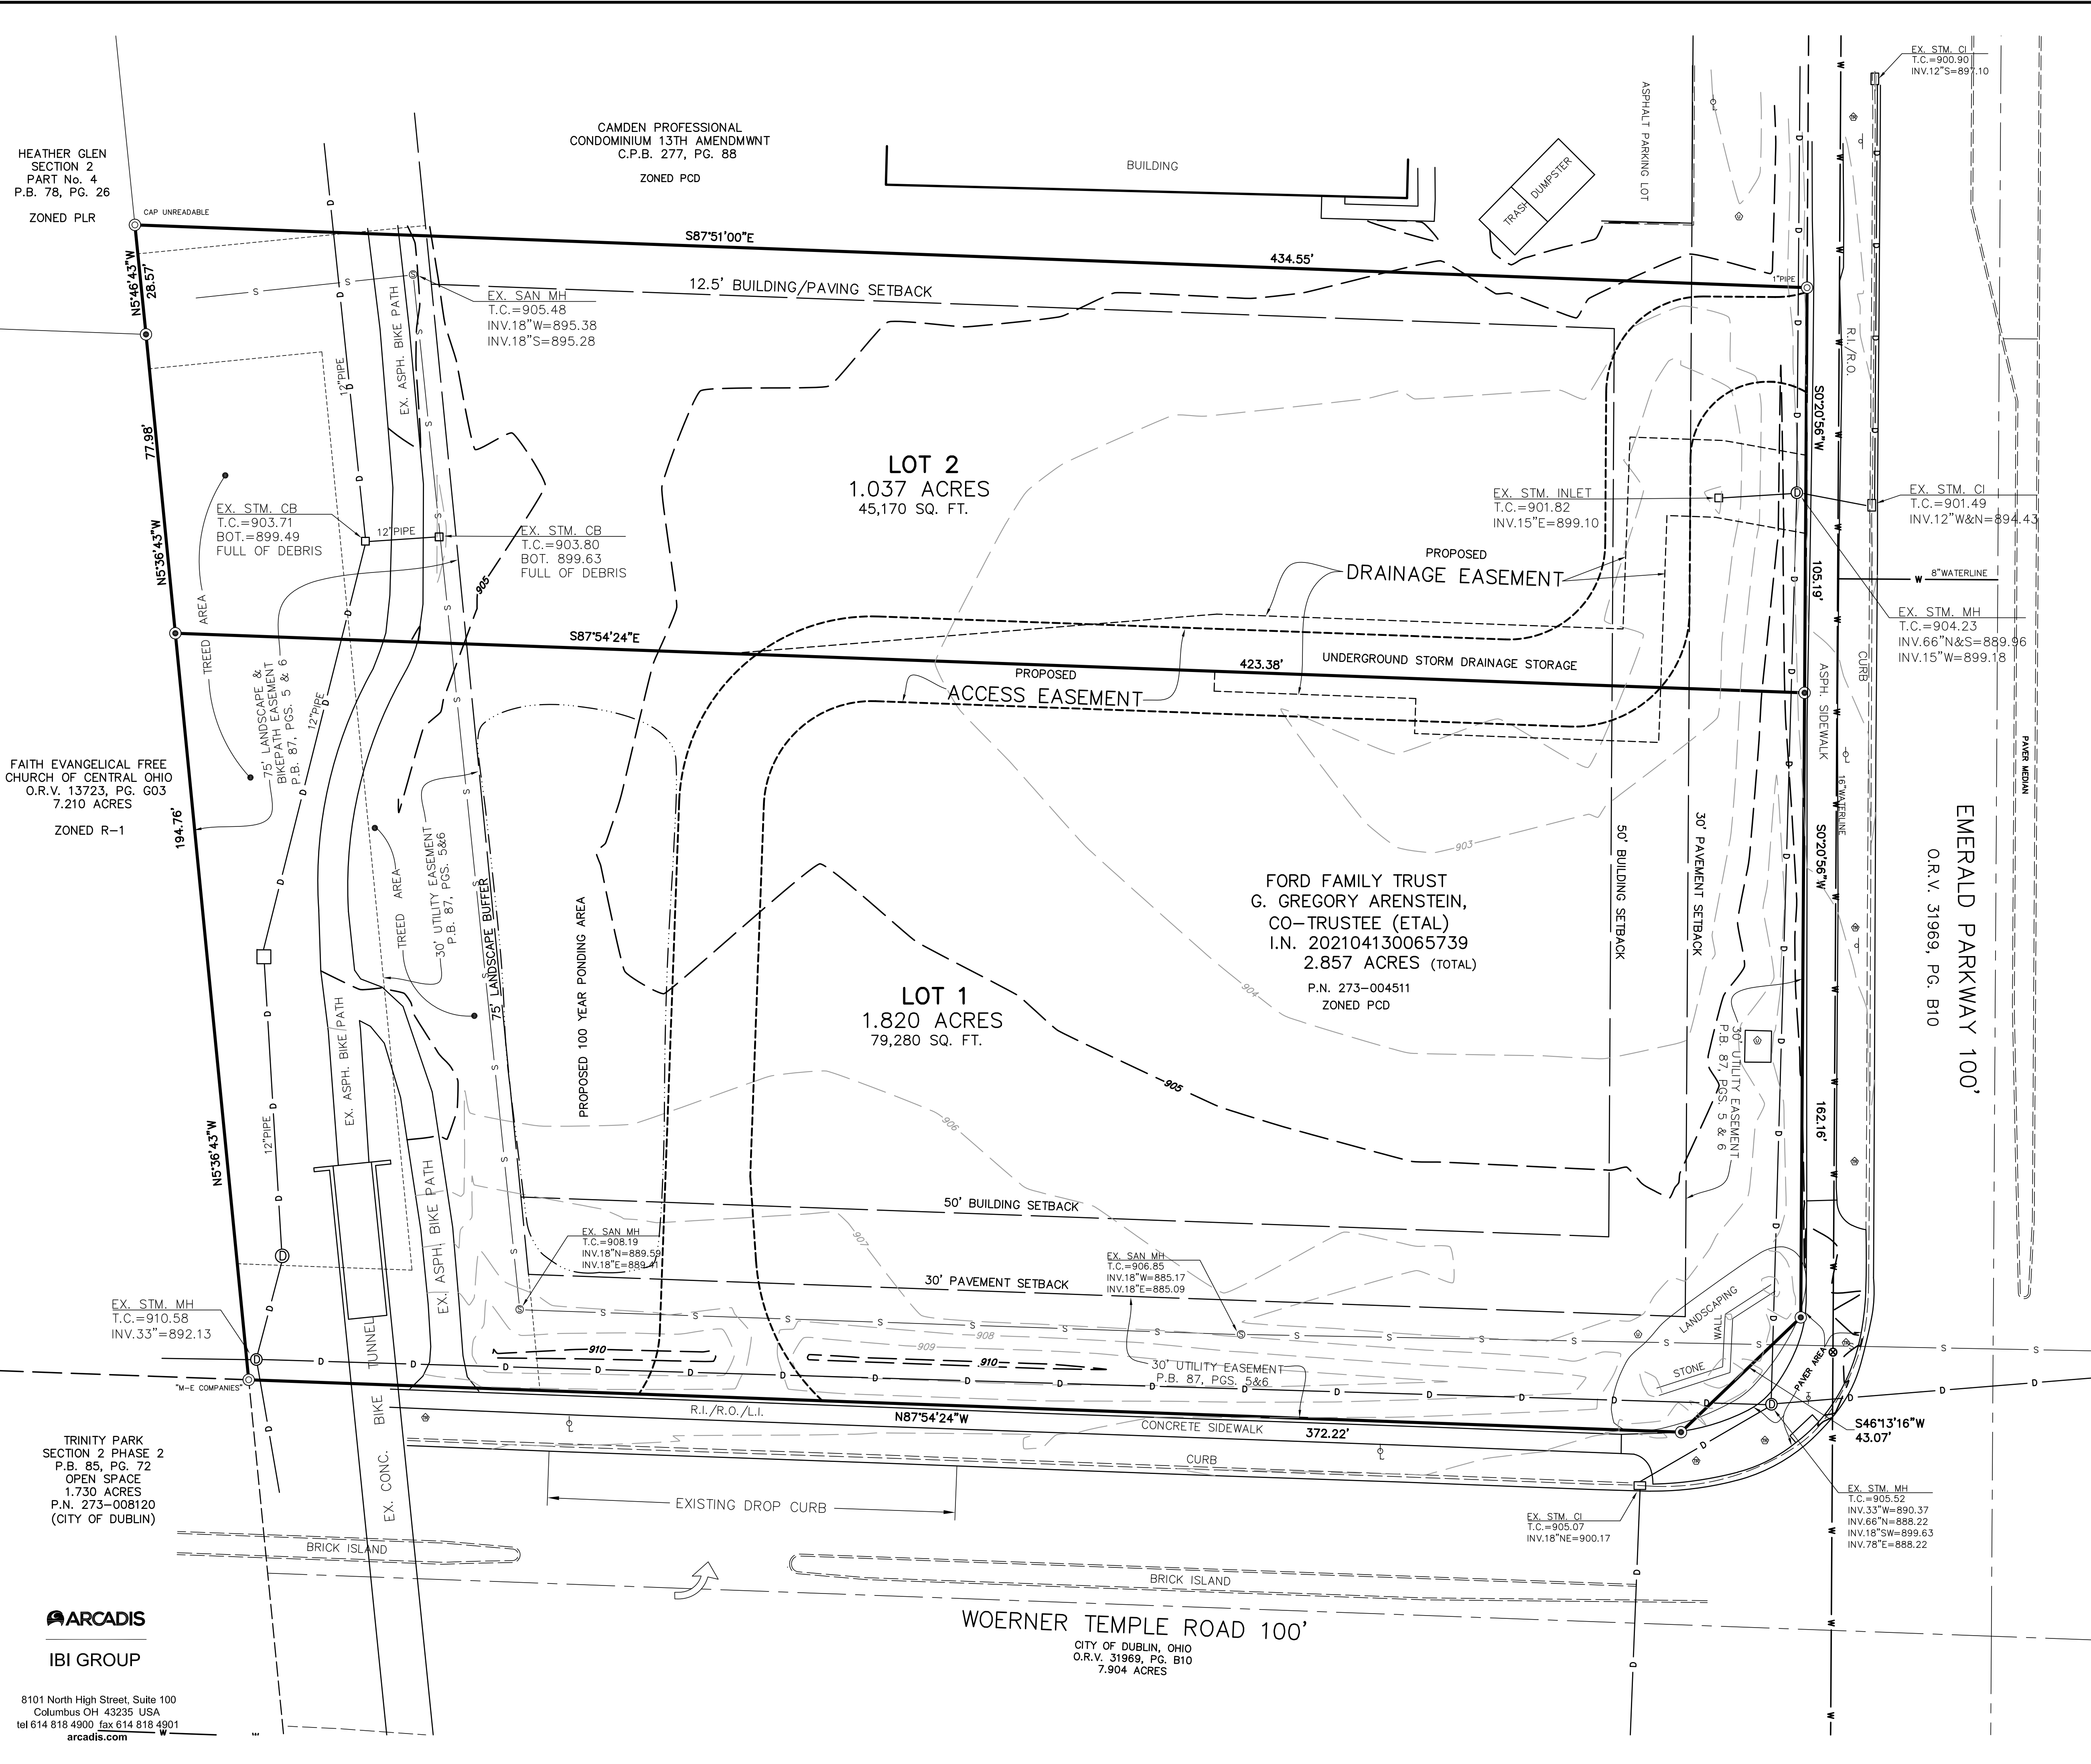 EX. STM. CI
T.C.=900.90
INV.12"S=897.10
HEATHER GLEN
SECTION 2
PART No. 4
P.B. 78, PG. 26
ZONED PLR
CAMDEN PROFESSIONAL
CONDOMINIUM 13TH AMENDMWNT
C.P.B. 277, PG. 88
ZONED PCD
BUILDING
TRASH DUMPSTER
ASPHALT PARKING LOT
CAP UNREADABLE
S87°51'00"E
434.55'
1"PIPE
N5°46'43"W
28.57'
12.5' BUILDING/PAVING SETBACK
EX. SAN MH
T.C.=905.48
INV.18"W=895.38
INV.18"S=895.28
EX. ASPH. BIKE PATH
12"PIPE
R.I./R.O.
S0°20'56"W
105.19'
77.98'
N5°36'43"W
TREED AREA
EX. STM. CB
T.C.=903.71
BOT.=899.49
FULL OF DEBRIS
12"PIPE
EX. STM. CB
T.C.=903.80
BOT. 899.63
FULL OF DEBRIS
905
LOT 2
1.037 ACRES
45,170 SQ. FT.
EX. STM. INLET
T.C.=901.82
INV.15"E=899.10
EX. STM. CI
T.C.=901.49
INV.12"W&N=894.43
PROPOSED
DRAINAGE EASEMENT
8"WATERLINE
EX. STM. MH
T.C.=904.23
INV.66"N&S=889.96
INV.15"W=899.18
S87°54'24"E
423.38'
UNDERGROUND STORM DRAINAGE STORAGE
PROPOSED
ACCESS EASEMENT
75' LANDSCAPE &
BIKEPATH EASEMENT
P.B. 87, PGS. 5 & 6
12"PIPE
ASPH. SIDEWALK
CURB
16"WATERLINE
PAVER MEDIAN
FAITH EVANGELICAL FREE
CHURCH OF CENTRAL OHIO
O.R.V. 13723, PG. G03
7.210 ACRES
ZONED R-1
194.76'
N5°36'43"W
TREED AREA
30' UTILITY EASEMENT
P.B. 87, PGS. 5&6
75' LANDSCAPE BUFFER
PROPOSED 100 YEAR PONDING AREA
903
904
50' BUILDING SETBACK
30' PAVEMENT SETBACK
S0°20'56"W
162.16'
FORD FAMILY TRUST
G. GREGORY ARENSTEIN,
CO-TRUSTEE (ETAL)
I.N. 202104130065739
2.857 ACRES (TOTAL)
P.N. 273-004511
ZONED PCD
EMERALD PARKWAY 100'
O.R.V. 31969, PG. B10
LOT 1
1.820 ACRES
79,280 SQ. FT.
905
906
907
30' UTILITY EASEMENT
P.B. 87, PGS. 5 & 6
EX. ASPH. BIKE PATH
12"PIPE
EX. ASPH. BIKE PATH
50' BUILDING SETBACK
EX. SAN MH
T.C.=908.19
INV.18"N=889.59
INV.18"E=889.41
EX. SAN MH
T.C.=906.85
INV.18"W=885.17
INV.18"E=885.09
30' PAVEMENT SETBACK
LANDSCAPING
STONE WALL
PAVER AREA
EX. STM. MH
T.C.=910.58
INV.33"=892.13
908
909
910
910
30' UTILITY EASEMENT
P.B. 87, PGS. 5&6
"M-E COMPANIES"
R.I./R.O./L.I.
N87°54'24"W
372.22'
CONCRETE SIDEWALK
CURB
S46°13'16"W
43.07'
EX. CONC. BIKE TUNNEL
TRINITY PARK
SECTION 2 PHASE 2
P.B. 85, PG. 72
OPEN SPACE
1.730 ACRES
P.N. 273-008120
(CITY OF DUBLIN)
EXISTING DROP CURB
EX. STM. CI
T.C.=905.07
INV.18"NE=900.17
EX. STM. MH
T.C.=905.52
INV.33"W=890.37
INV.66"N=888.22
INV.18"SW=899.63
INV.78"E=888.22
BRICK ISLAND
BRICK ISLAND
WOERNER TEMPLE ROAD 100'
CITY OF DUBLIN, OHIO
O.R.V. 31969, PG. B10
7.904 ACRES
ARCADIS
IBI GROUP
8101 North High Street, Suite 100
Columbus OH 43235 USA
tel 614 818 4900 fax 614 818 4901
arcadis.com